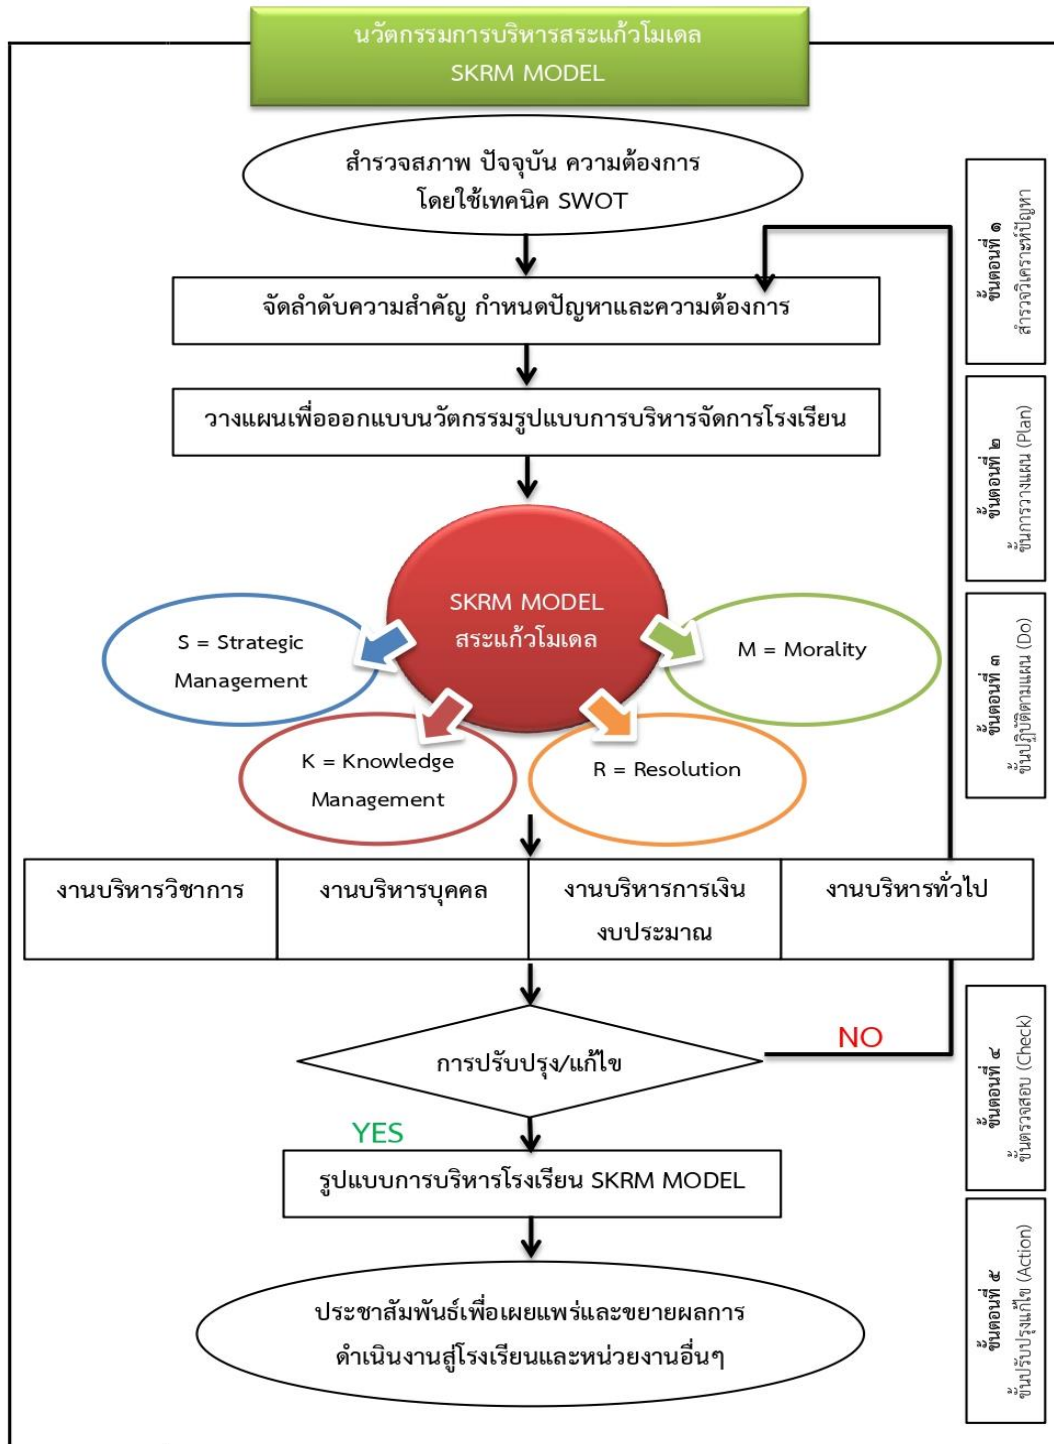 นวัตกรรมการบริหารสระแก้วโมเดล
SKRM MODEL
สำรวจสภาพ ปัจจุบัน ความต้องการ
โดยใช้เทคนิค SWOT
จัดลำดับความสำคัญ กำหนดปัญหาและความต้องการ
วางแผนเพื่อออกแบบนวัตกรรมรูปแบบการบริหารจัดการโรงเรียน
SKRM MODEL
สระแก้วโมเดล
S = Strategic
Management
K = Knowledge
Management
R = Resolution
M = Morality
งานบริหารวิชาการ
งานบริหารบุคคล
งานบริหารการเงิน
งบประมาณ
งานบริหารทั่วไป
การปรับปรุง/แก้ไข
NO
YES
รูปแบบการบริหารโรงเรียน SKRM MODEL
ประชาสัมพันธ์เพื่อเผยแพร่และขยายผลการ
ดำเนินงานสู่โรงเรียนและหน่วยงานอื่นๆ
ขั้นตอนที่ ๑
สำรวจวิเคราะห์ปัญหา
ขั้นตอนที่ ๒
ขั้นการวางแผน (Plan)
ขั้นตอนที่ ๓
ขั้นปฏิบัติตามแผน (Do)
ขั้นตอนที่ ๔
ขั้นตรวจสอบ (Check)
ขั้นตอนที่ ๕
ขั้นปรับปรุงแก้ไข (Action)